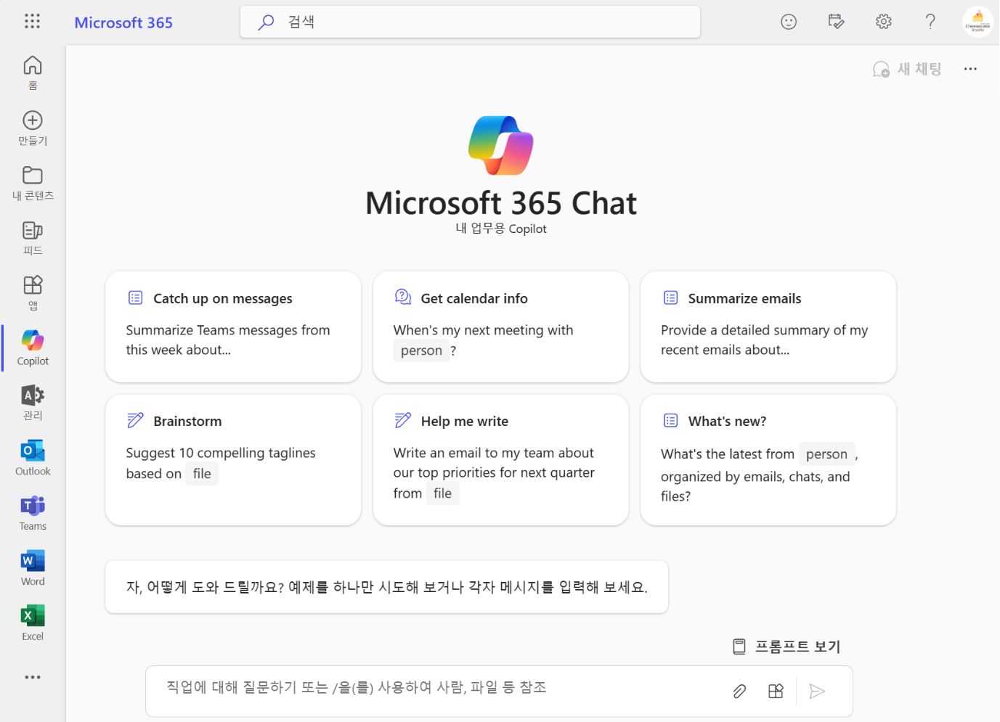 Microsoft 365
검색
Cheesecake
Studio
홈
만들기
내 콘텐츠
피드
앱
Copilot
관리
Outlook
Teams
Word
Excel
새 채팅
Microsoft 365 Chat
내 업무용 Copilot
Catch up on messages
Summarize Teams messages from
this week about...
Get calendar info
When's my next meeting with
person ?
Summarize emails
Provide a detailed summary of my
recent emails about...
Brainstorm
Suggest 10 compelling taglines
based on file
Help me write
Write an email to my team about
our top priorities for next quarter
from file
What's new?
What's the latest from person ,
organized by emails, chats, and
files?
자, 어떻게 도와 드릴까요? 예제를 하나만 시도해 보거나 각자 메시지를 입력해 보세요.
프롬프트 보기
직업에 대해 질문하기 또는 /을(를) 사용하여 사람, 파일 등 참조